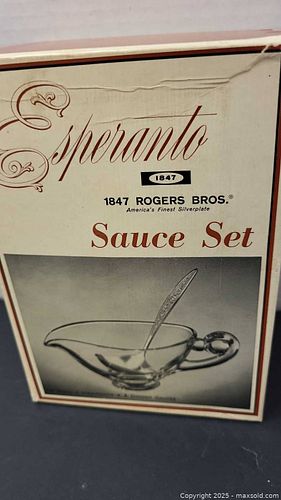 Esperanto
1847
1847 ROGERS BROS.®
America's Finest Silverplate
Sauce Set
Copyright © 2025 - maxsold.com